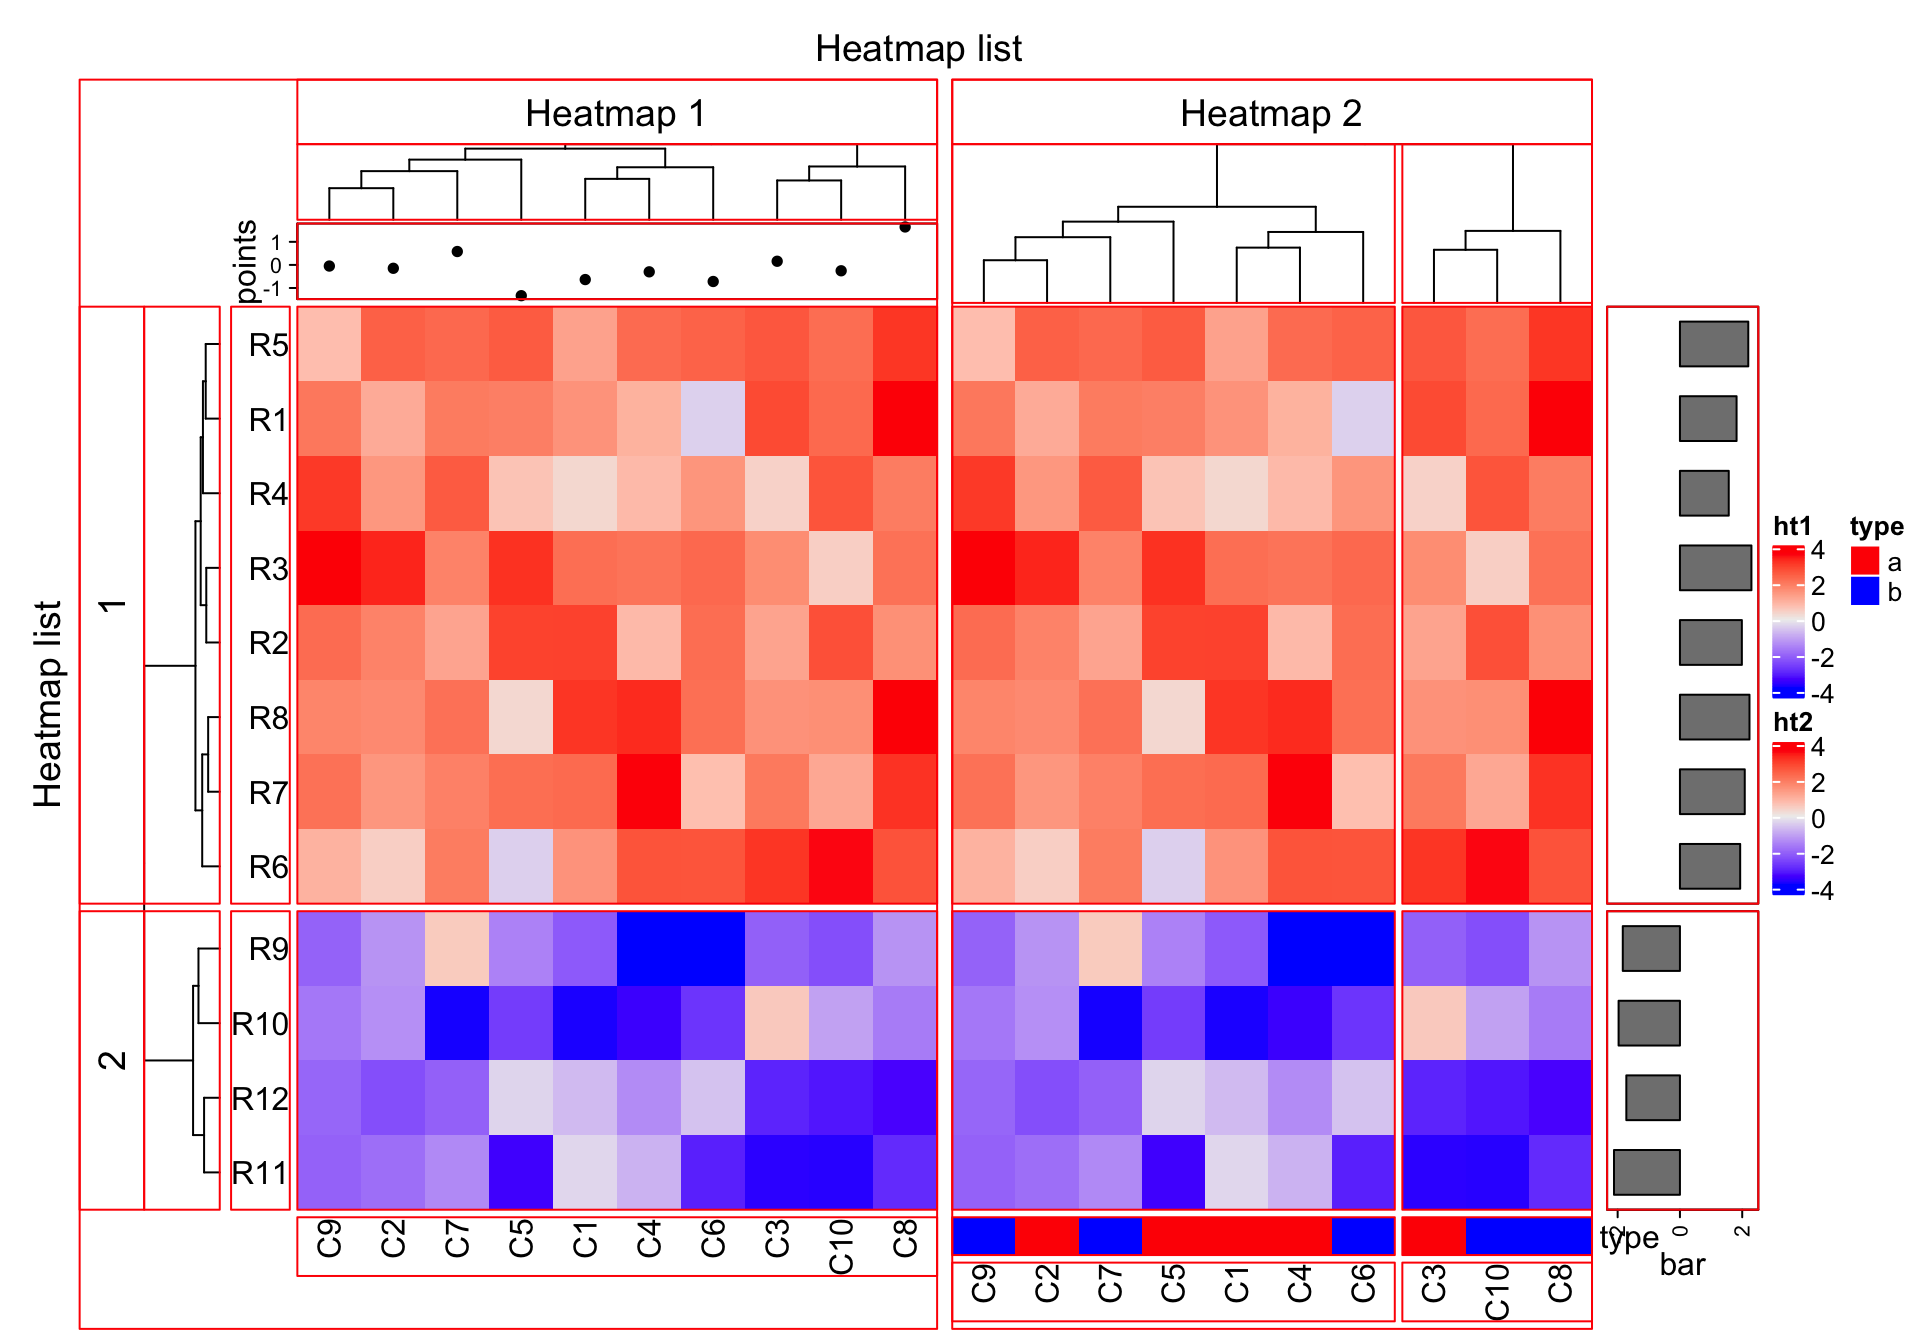 Heatmap list
Heatmap 1
Heatmap 2
points
1
0
-1
Heatmap list
1
2
R5
R1
R4
R3
R2
R8
R7
R6
R9
R10
R12
R11
C9 C2 C7 C5 C1 C4 C6 C3 C10 C8
C9 C2 C7 C5 C1 C4 C6 C3 C10 C8
type
-2 0 2
bar
ht1
4
2
0
-2
-4
ht2
4
2
0
-2
-4
type
a
b